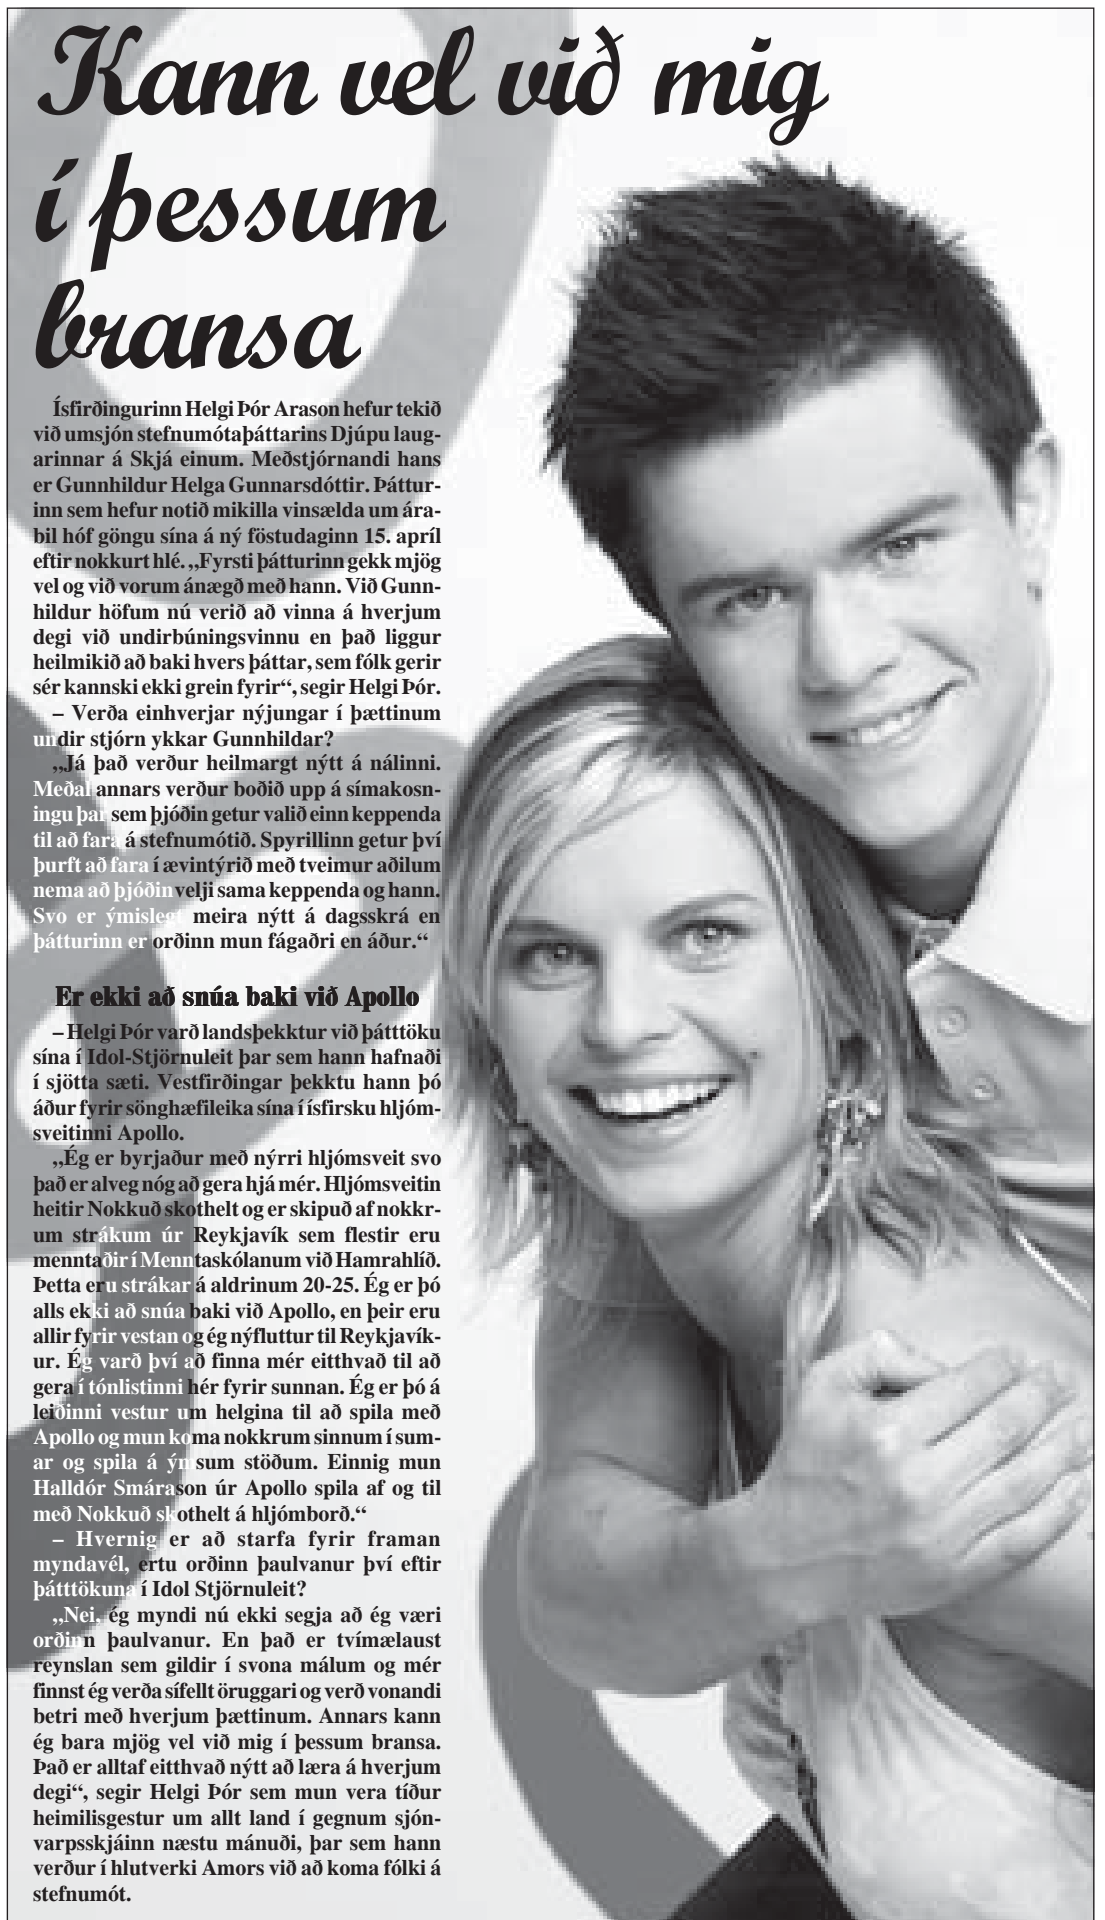 Kann vel við mig
í þessum
bransa
Ísfirðingurinn Helgi Þór Arason hefur tekið
við umsjón stefnumótaþáttarins Djúpu laug-
arinnar á Skjá einum. Meðstjórnandi hans
er Gunnhildur Helga Gunnarsdóttir. Þáttur-
inn sem hefur notið mikilla vinsælda um ára-
bil hóf göngu sína á ný föstudaginn 15. apríl
eftir nokkurt hlé. „Fyrsti þátturinn gekk mjög
vel og við vorum ánægð með hann. Við Gunn-
hildur höfum nú verið að vinna á hverjum
degi við undirbúningsvinnu en það liggur
heilmikið að baki hvers þáttar, sem fólk gerir
sér kannski ekki grein fyrir“, segir Helgi Þór.
– Verða einhverjar nýjungar í þættinum
undir stjórn ykkar Gunnhildar?
„Já það verður heilmargt nýtt á nálinni.
Meðal annars verður boðið upp á símakosn-
ingu þar sem þjóðin getur valið einn keppenda
til að fara á stefnumótið. Spyrillinn getur því
þurft að fara í ævintýrið með tveimur aðilum
nema að þjóðin velji sama keppenda og hann.
Svo er ýmislegt meira nýtt á dagsskrá en
þátturinn er orðinn mun fágaðri en áður.“
Er ekki að snúa baki við Apollo
– Helgi Þór varð landsþekktur við þátttöku
sína í Idol-Stjörnuleit þar sem hann hafnaði
í sjötta sæti. Vestfirðingar þekktu hann þó
áður fyrir sönghæfileika sína í ísfirsku hljóm-
sveitinni Apollo.
„Ég er byrjaður með nýrri hljómsveit svo
það er alveg nóg að gera hjá mér. Hljómsveitin
heitir Nokkuð skothelt og er skipuð af nokkr-
um strákum úr Reykjavík sem flestir eru
menntaðir í Menntaskólanum við Hamrahlíð.
Þetta eru strákar á aldrinum 20-25. Ég er þó
alls ekki að snúa baki við Apollo, en þeir eru
allir fyrir vestan og ég nýfluttur til Reykjavík-
ur. Ég varð því að finna mér eitthvað til að
gera í tónlistinni hér fyrir sunnan. Ég er þó á
leiðinni vestur um helgina til að spila með
Apollo og mun koma nokkrum sinnum í sum-
ar og spila á ýmsum stöðum. Einnig mun
Halldór Smárason úr Apollo spila af og til
með Nokkuð skothelt á hljómborð.“
– Hvernig er að starfa fyrir framan
myndavél, ertu orðinn þaulvanur því eftir
þátttökuna í Idol Stjörnuleit?
„Nei, ég myndi nú ekki segja að ég væri
orðinn þaulvanur. En það er tvímælaust
reynslan sem gildir í svona málum og mér
finnst ég verða sífellt öruggari og verð vonandi
betri með hverjum þættinum. Annars kann
ég bara mjög vel við mig í þessum bransa.
Það er alltaf eitthvað nýtt að læra á hverjum
degi“, segir Helgi Þór sem mun vera tíður
heimilisgestur um allt land í gegnum sjón-
varpsskjáinn næstu mánuði, þar sem hann
verður í hlutverki Amors við að koma fólki á
stefnumót.